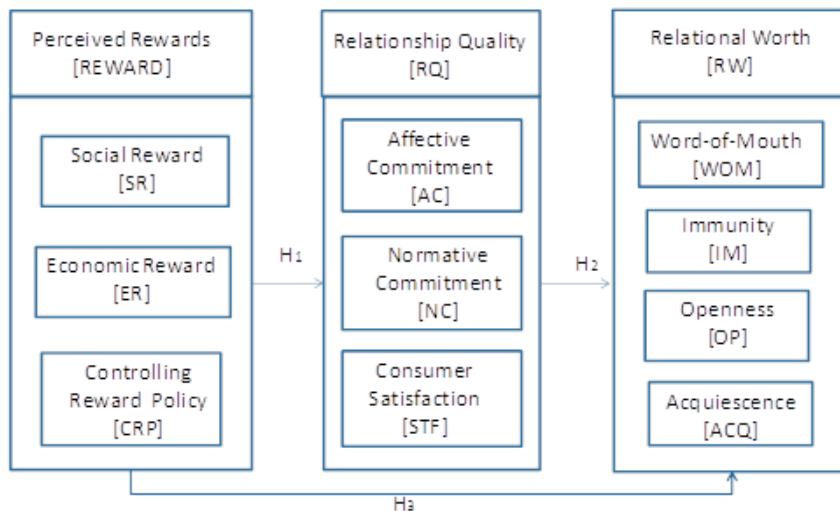 Perceived Rewards
[REWARD]
Social Reward
[SR]
Economic Reward
[ER]
Controlling
Reward Policy
[CRP]
H1
Relationship Quality
[RQ]
Affective
Commitment
[AC]
Normative
Commitment
[NC]
Consumer
Satisfaction
[STF]
H2
Relational Worth
[RW]
Word-of-Mouth
[WOM]
Immunity
[IM]
Openness
[OP]
Acquiescence
[ACQ]
H3